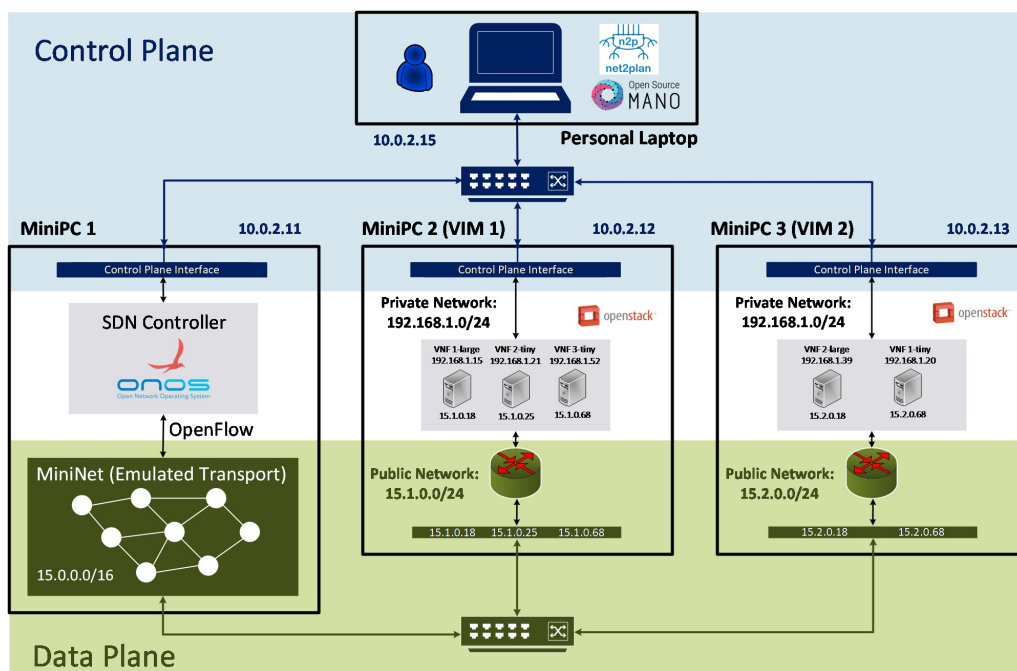 Control Plane
n2p
net2plan
Open Source
MANO
10.0.2.15
Personal Laptop
MiniPC 1
10.0.2.11
MiniPC 2 (VIM 1)
10.0.2.12
MiniPC 3 (VIM 2)
10.0.2.13
Control Plane Interface
Control Plane Interface
Control Plane Interface
SDN Controller
onos
Open Network Operating System
OpenFlow
MiniNet (Emulated Transport)
15.0.0.0/16
Private Network:
192.168.1.0/24
openstack
VNF1-large
192.168.1.15
15.1.0.18
VNF2-tiny
192.168.1.21
15.1.0.25
VNF3-tiny
192.168.1.52
15.1.0.68
Public Network:
15.1.0.0/24
15.1.0.18 15.1.0.25 15.1.0.68
Private Network:
192.168.1.0/24
openstack
VNF2-large
192.168.1.39
15.2.0.18
VNF1-tiny
192.168.1.20
15.2.0.68
Public Network:
15.2.0.0/24
15.2.0.18 15.2.0.68
Data Plane